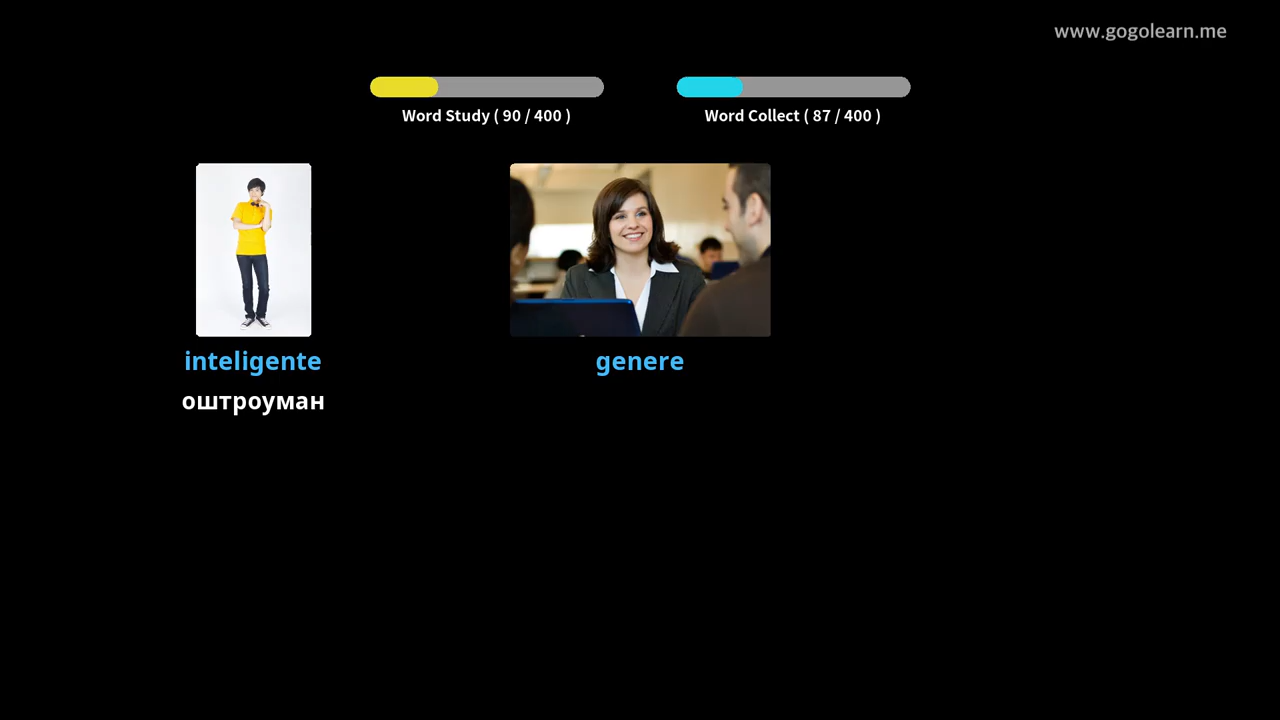 www.gogolearn.me
Word Study ( 90 / 400 )
Word Collect ( 87 / 400 )
inteligente
genere
оштроуман